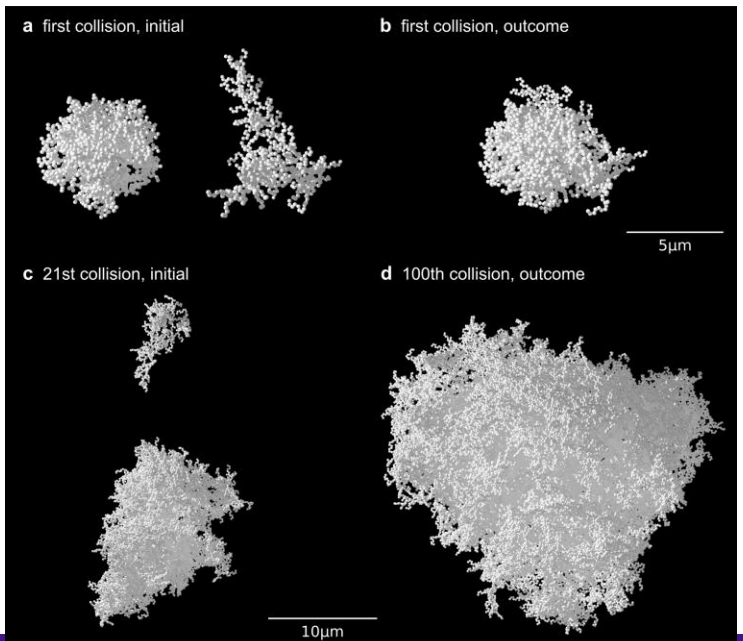 a first collision, initial
b first collision, outcome
5μm
c 21st collision, initial
d 100th collision, outcome
10μm